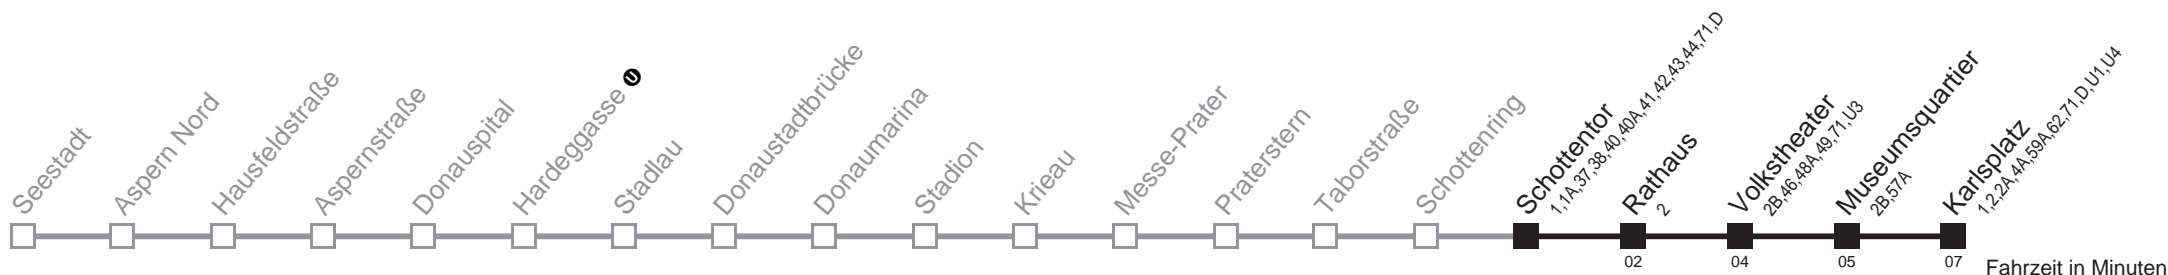 Seestadt
Aspern Nord
Hausfeldstraße
Aspernstraße
Donauspital
Hardeggasse U
Stadlau
Donaustadtbrücke
Donaumarina
Stadion
Krieau
Messe-Prater
Praterstern
Taborstraße
Schottenring
Schottentor
1,1A,37,38,40,40A,41,42,43,44,71,D
Rathaus
2
Volkstheater
2B,46,48A,49,71,U3
Museumsquartier
2B,57A
Karlsplatz
1,2,2A,4A,59A,62,71,D,U1,U4
02
04
05
07
Fahrzeit in Minuten